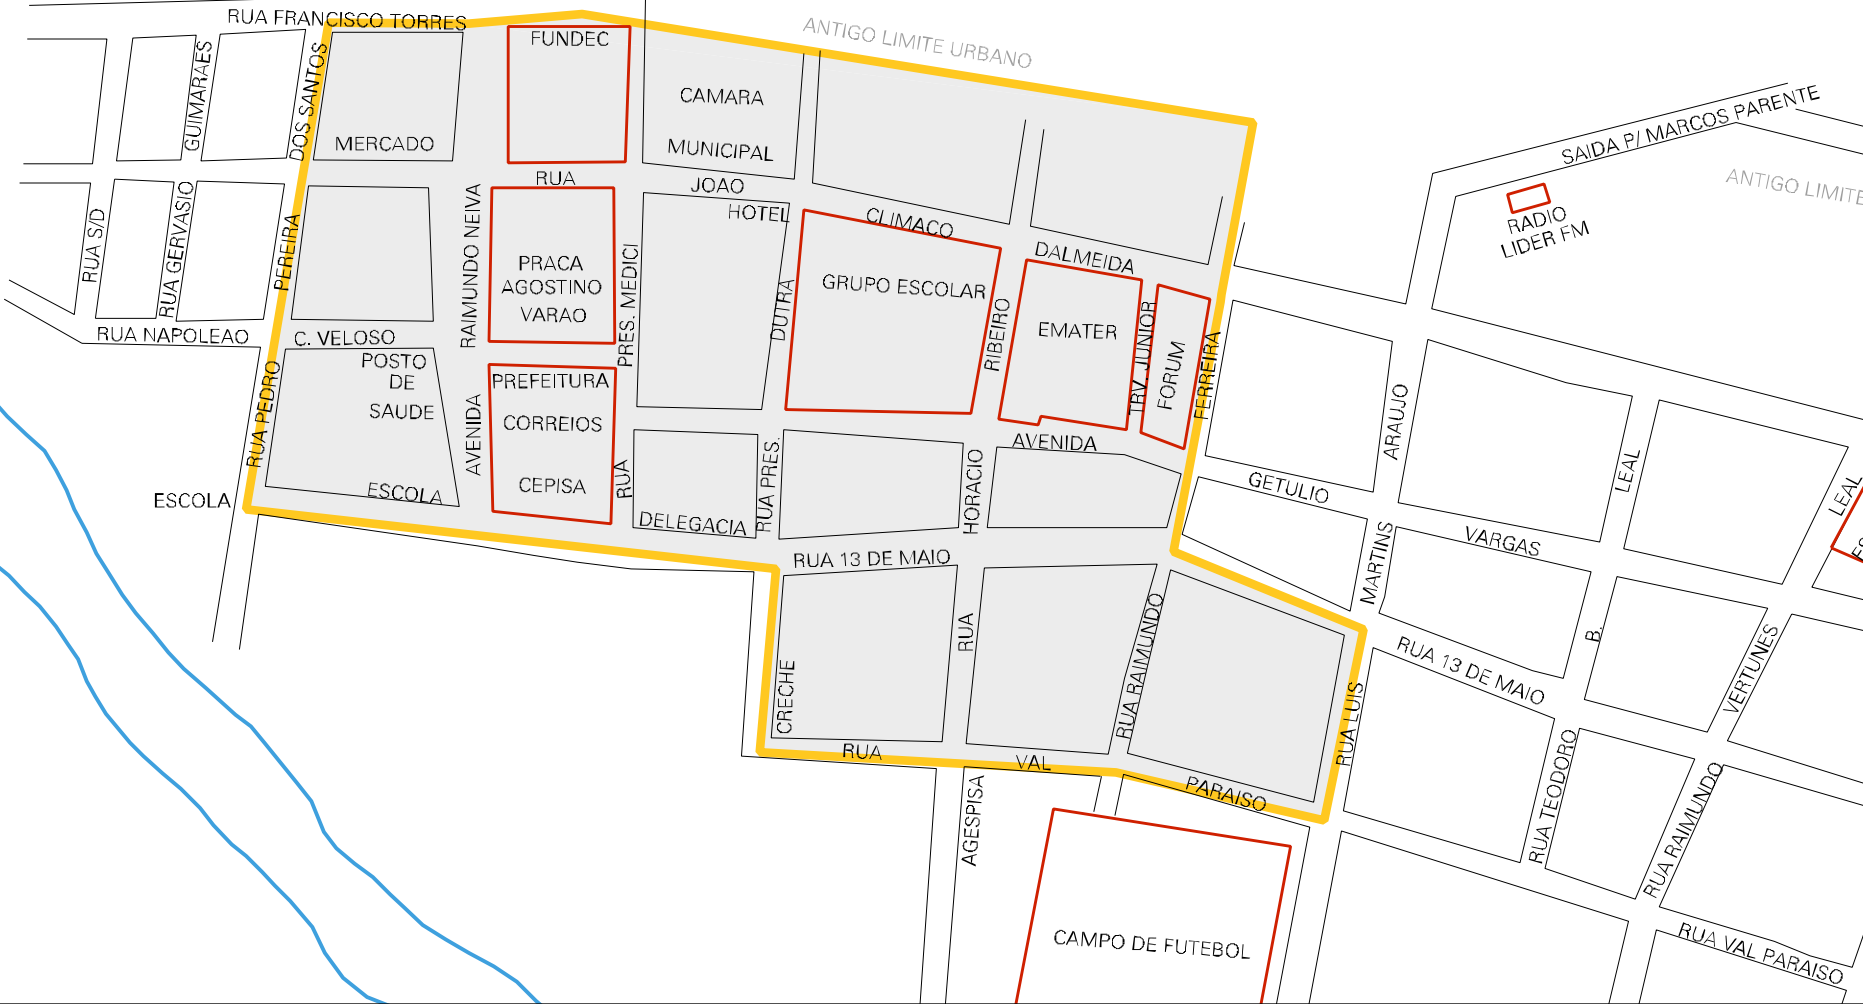 RUA FRANCISCO TORRES
ANTIGO LIMITE URBANO
FUNDEC
GUIMARAES
DOS SANTOS
CAMARA
MUNICIPAL
MERCADO
SAIDA P/ MARCOS PARENTE
ANTIGO LIMITE
RADIO
LIDER FM
RUA
JOAO
HOTEL
CLIMACO
DALMEIDA
RUA S/D
RUA GERVASIO
PEREIRA
RAIMUNDO NEIVA
PRACA
AGOSTINO
VARAO
PRES. MEDICI
DUTRA
GRUPO ESCOLAR
RIBEIRO
EMATER
TRV. JUNIOR
FORUM
FERREIRA
RUA NAPOLEAO
C. VELOSO
POSTO
DE
SAUDE
RUA PEDRO
AVENIDA
PREFEITURA
CORREIOS
CEPISA
ESCOLA
ESCOLA
RUA
DELEGACIA
RUA PRES.
HORACIO
AVENIDA
GETULIO
ARAUJO
LEAL
LEAL
VARGAS
MARTINS
RUA 13 DE MAIO
RUA
RUA RAIMUNDO
RUA 13 DE MAIO
B.
VERTUNES
CRECHE
RUA LUIS
RUA
VAL
PARAISO
RUA TEODORO
RUA RAIMUNDO
AGESPISA
CAMPO DE FUTEBOL
RUA VAL PARAISO